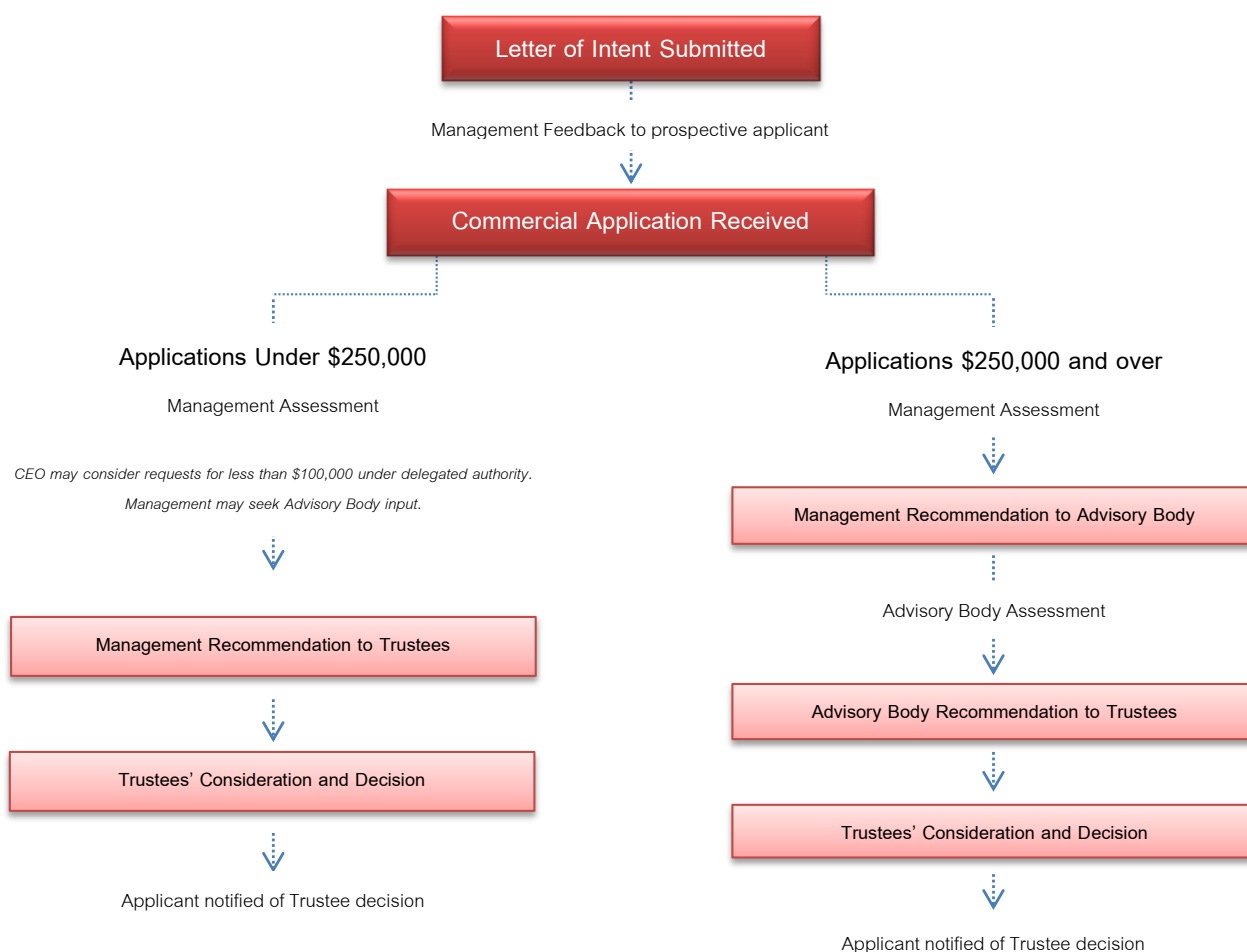 Letter of Intent Submitted
Management Feedback to prospective applicant
Commercial Application Received
Applications Under $250,000
Management Assessment
CEO may consider requests for less than $100,000 under delegated authority.
Management may seek Advisory Body input.
Management Recommendation to Trustees
Trustees’ Consideration and Decision
Applicant notified of Trustee decision
Applications $250,000 and over
Management Assessment
Management Recommendation to Advisory Body
Advisory Body Assessment
Advisory Body Recommendation to Trustees
Trustees’ Consideration and Decision
Applicant notified of Trustee decision